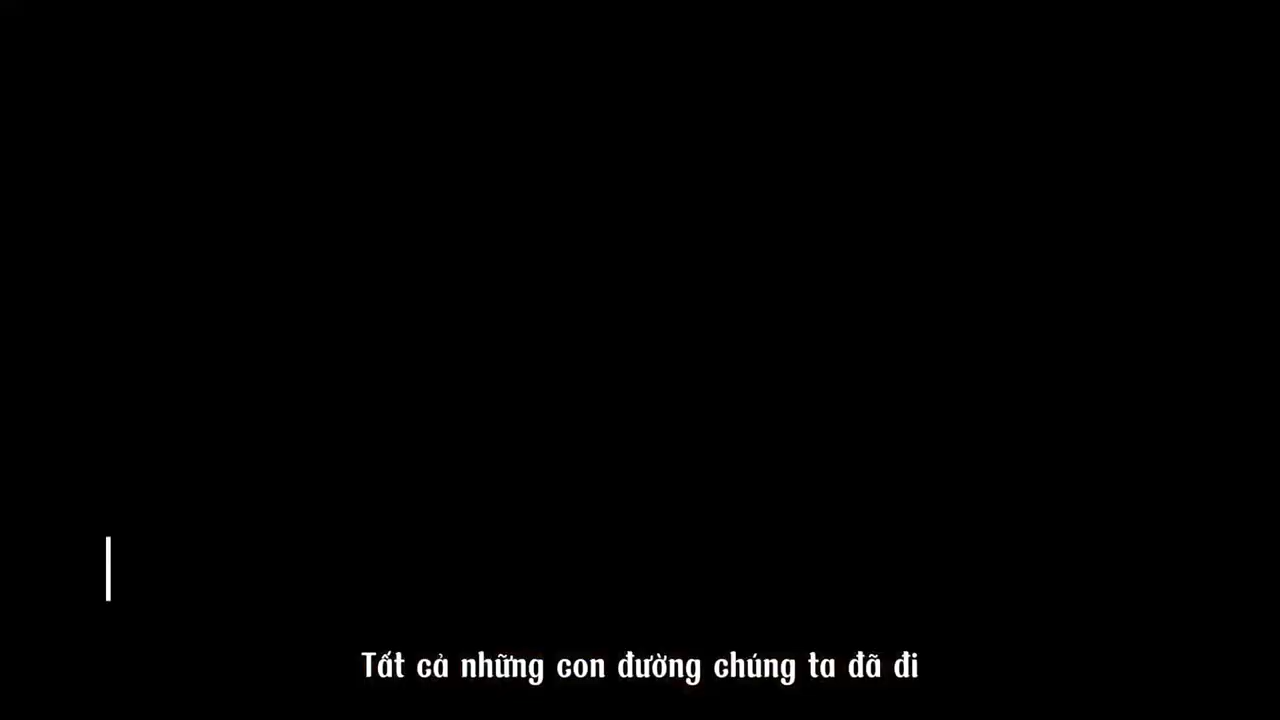 Tất cả những con đường chúng ta đã đi